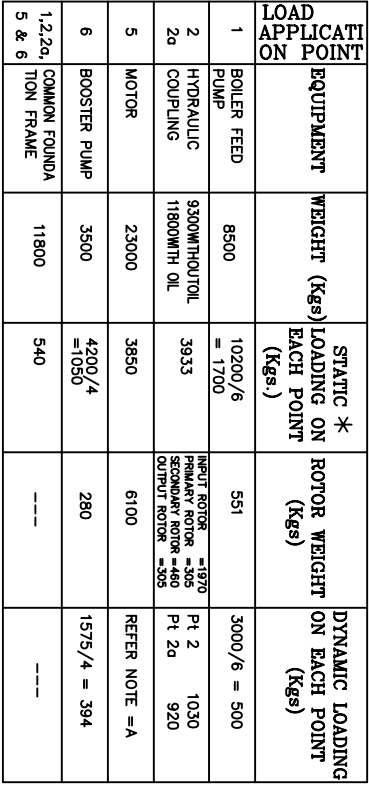 LOAD
APPLICATI
ON POINT
EQUIPMENT
WEIGHT (Kgs)
STATIC *
LOADING ON
EACH POINT
(Kgs.)
ROTOR WEIGHT
(Kgs)
DYNAMIC LOADING
ON EACH POINT
(Kgs)
1
BOILER FEED
PUMP
8500
10200/6
= 1700
551
3000/6 = 500
2
2a
HYDRAULIC
COUPLING
9300WITHOUTOIL
11800WITH OIL
3933
INPUT ROTOR =1970
PRIMARY ROTOR =305
SECONDARY ROTOR =460
OUTPUT ROTOR =305
Pt 2 1030
Pt 2a 920
5
MOTOR
23000
3850
6100
REFER NOTE =A
6
BOOSTER PUMP
3500
4200/4
=1050
280
1575/4 = 394
1,2,2a,
5 & 6
COMMON FOUNDA
TION FRAME
11800
540
---
---